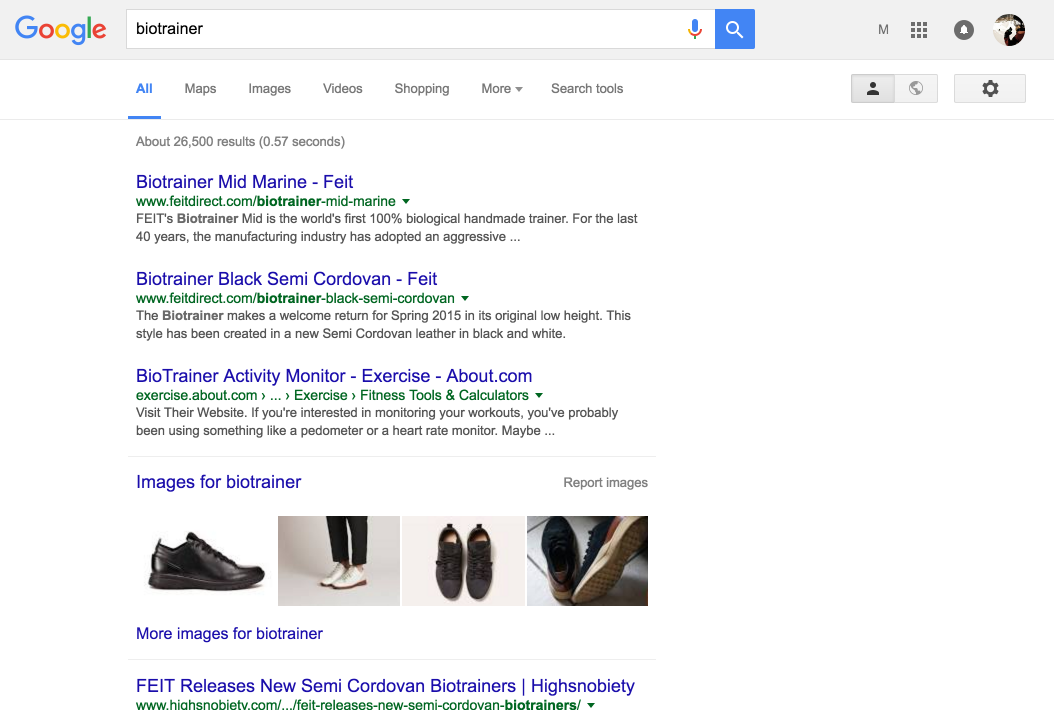 Google
biotrainer
M
All Maps Images Videos Shopping More Search tools
About 26,500 results (0.57 seconds)
Biotrainer Mid Marine - Feit
www.feitdirect.com/biotrainer-mid-marine
FEIT's Biotrainer Mid is the world's first 100% biological handmade trainer. For the last
40 years, the manufacturing industry has adopted an aggressive ...
Biotrainer Black Semi Cordovan - Feit
www.feitdirect.com/biotrainer-black-semi-cordovan
The Biotrainer makes a welcome return for Spring 2015 in its original low height. This
style has been created in a new Semi Cordovan leather in black and white.
BioTrainer Activity Monitor - Exercise - About.com
exercise.about.com › ... › Exercise › Fitness Tools & Calculators
Visit Their Website. If you're interested in monitoring your workouts, you've probably
been using something like a pedometer or a heart rate monitor. Maybe ...
Images for biotrainer Report images
More images for biotrainer
FEIT Releases New Semi Cordovan Biotrainers | Highsnobiety
www.highsnobiety.com/.../feit-releases-new-semi-cordovan-biotrainers/